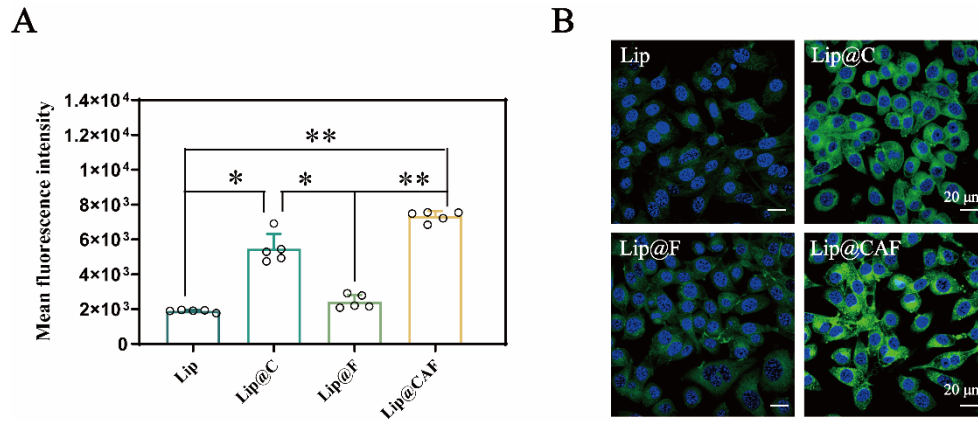 A
Mean fluorescence intensity
1.4×10⁴
1.2×10⁴
1×10⁴
8×10³
6×10³
4×10³
2×10³
0
**
* * **
Lip
Lip@C
Lip@F
Lip@CAF
B
Lip
Lip@C
20 μm
Lip@F
Lip@CAF
20 μm